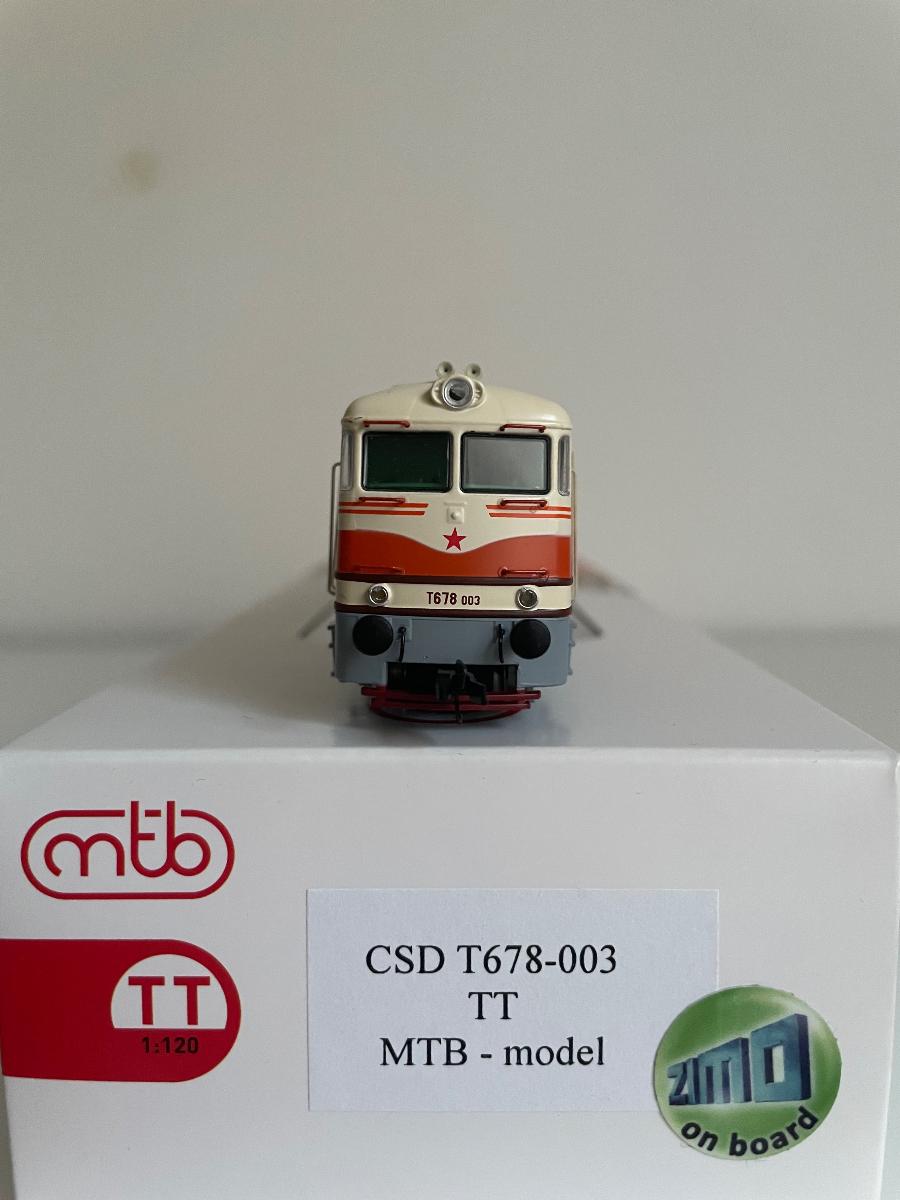 T678 003
mtb
TT
1:120
CSD T678-003
TT
MTB - model
ZIMO
on board